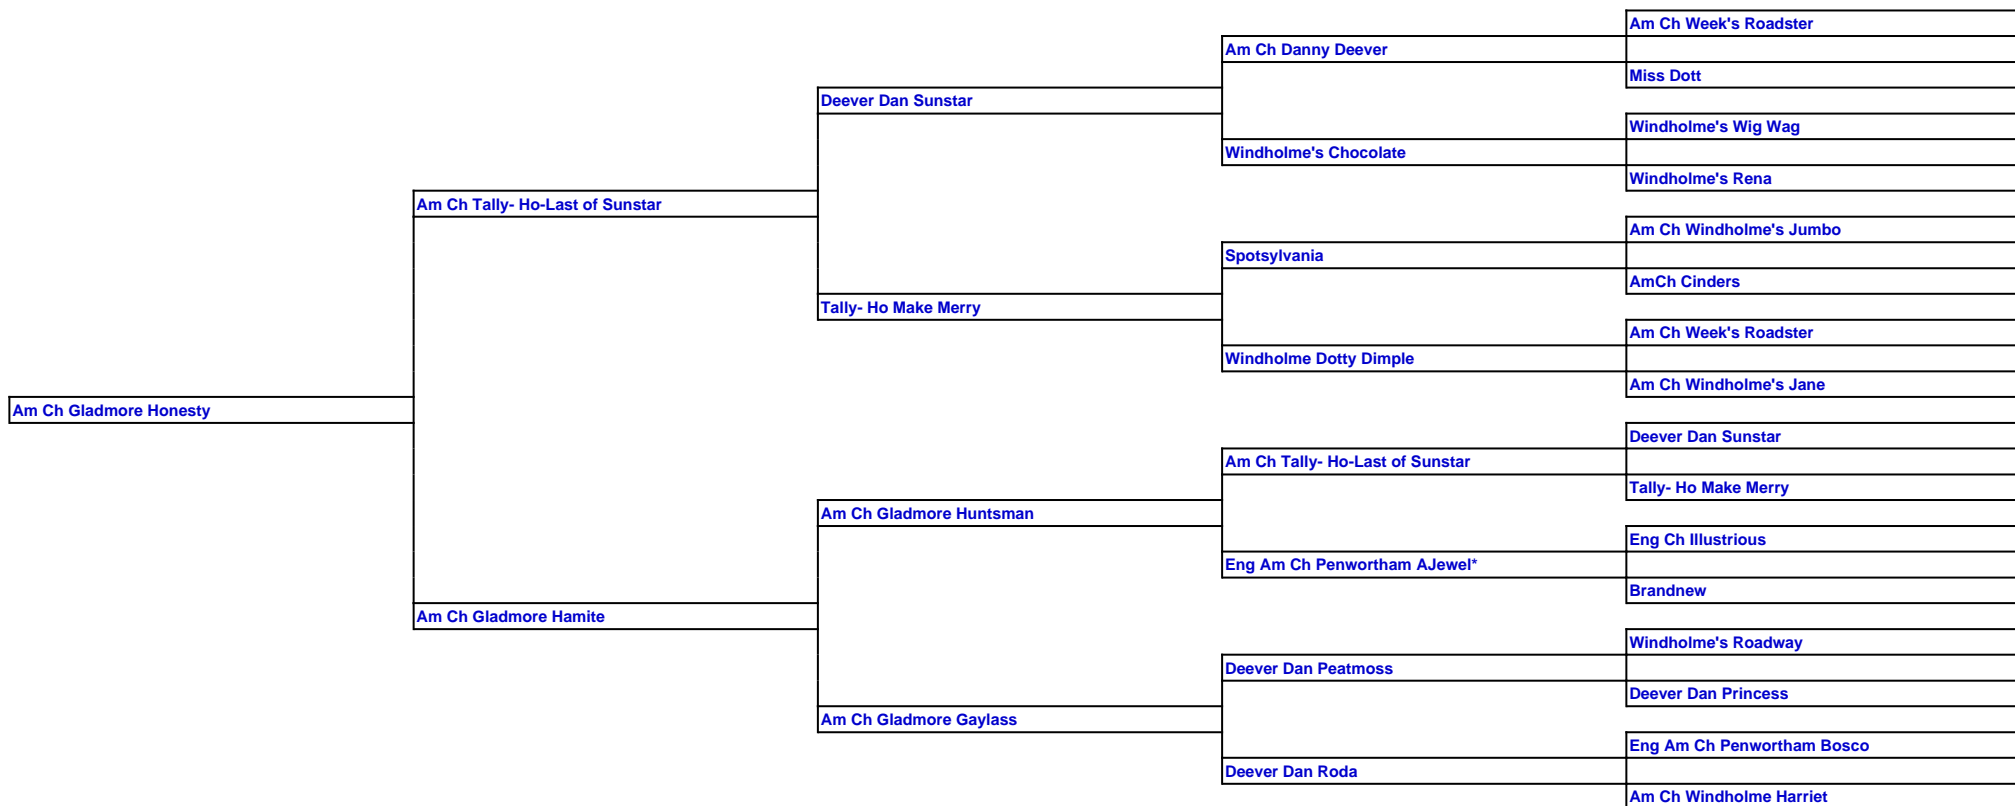 Am Ch Week's Roadster
Am Ch Danny Deever
Miss Dott
Deever Dan Sunstar
Windholme's Wig Wag
Windholme's Chocolate
Windholme's Rena
Am Ch Tally- Ho-Last of Sunstar
Am Ch Windholme's Jumbo
Spotsylvania
AmCh Cinders
Tally- Ho Make Merry
Am Ch Week's Roadster
Windholme Dotty Dimple
Am Ch Windholme's Jane
Am Ch Gladmore Honesty
Deever Dan Sunstar
Am Ch Tally- Ho-Last of Sunstar
Tally- Ho Make Merry
Am Ch Gladmore Huntsman
Eng Ch Illustrious
Eng Am Ch Penwortham AJewel*
Brandnew
Am Ch Gladmore Hamite
Windholme's Roadway
Deever Dan Peatmoss
Deever Dan Princess
Am Ch Gladmore Gaylass
Eng Am Ch Penwortham Bosco
Deever Dan Roda
Am Ch Windholme Harriet